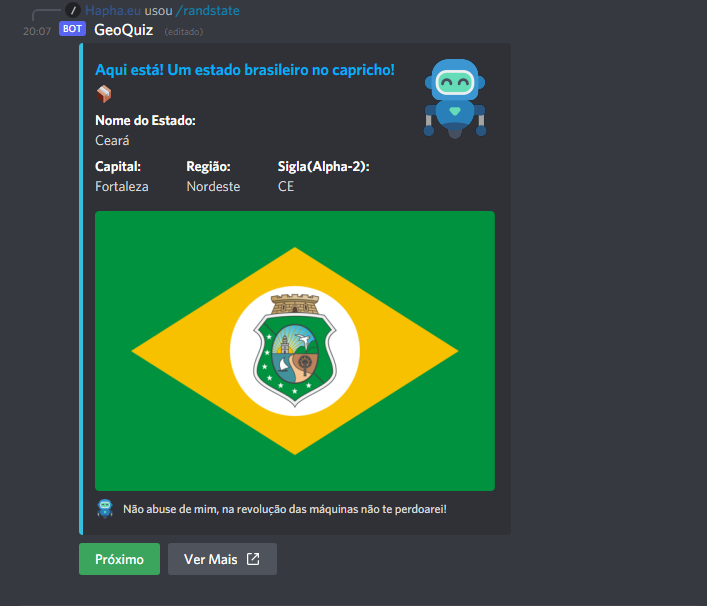 Hapha.eu usou /randstate
20:07 BOT GeoQuiz (editado)
Aqui está! Um estado brasileiro no capricho!
Nome do Estado:
Ceará
Capital: Região: Sigla(Alpha-2):
Fortaleza Nordeste CE
Não abuse de mim, na revolução das máquinas não te perdoarei!
Próximo Ver Mais